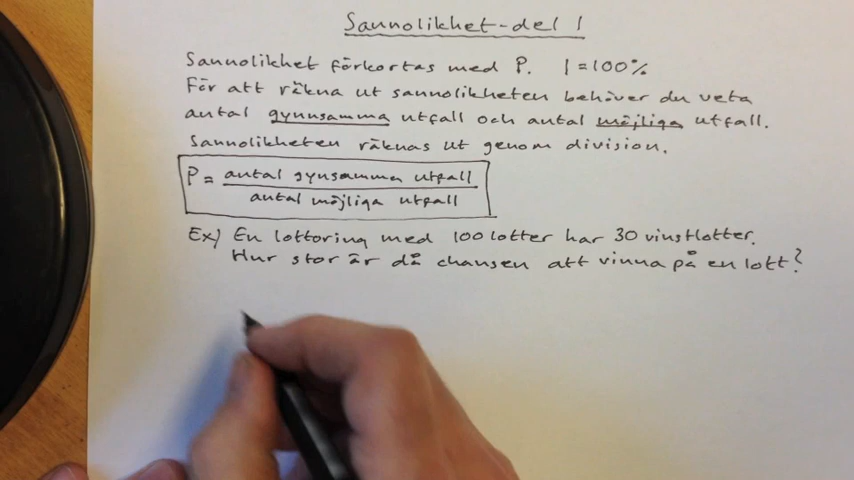 Sannolikhet-del 1
Sannolikhet förkortas med P. 1=100%
För att räkna ut sannolikheten behöver du veta
antal gynnsamma utfall och antal möjliga utfall.
Sannolikheten räknas ut genom division.
P = antal gynsamma utfall
antal möjliga utfall
Ex) En lottoring med 100 lotter har 30 vinstlotter.
Hur stor är då chansen att vinna på en lott?